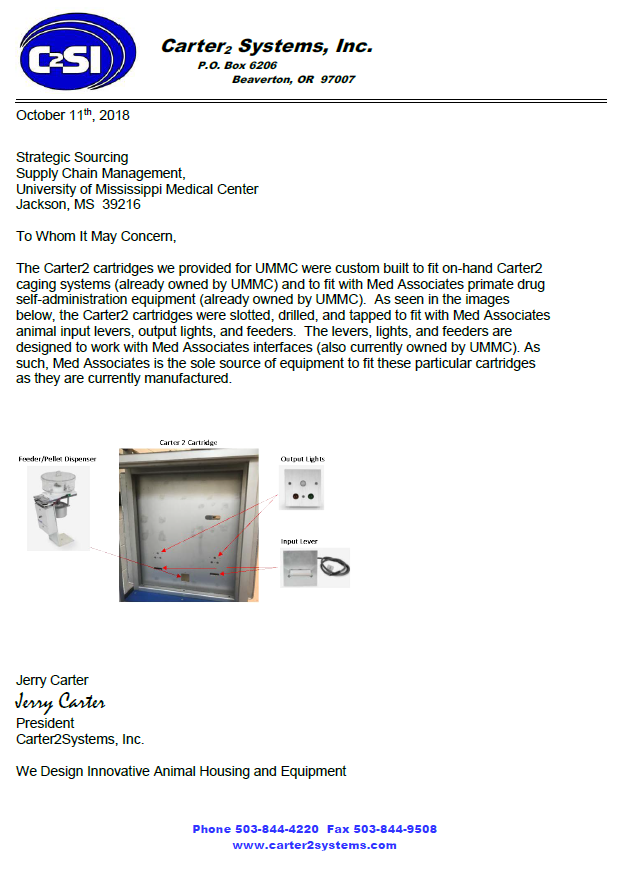 C2SI
Carter2 Systems, Inc.
P.O. Box 6206
Beaverton, OR 97007
October 11th, 2018
Strategic Sourcing
Supply Chain Management,
University of Mississippi Medical Center
Jackson, MS 39216
To Whom It May Concern,
The Carter2 cartridges we provided for UMMC were custom built to fit on-hand Carter2
caging systems (already owned by UMMC) and to fit with Med Associates primate drug
self-administration equipment (already owned by UMMC). As seen in the images
below, the Carter2 cartridges were slotted, drilled, and tapped to fit with Med Associates
animal input levers, output lights, and feeders. The levers, lights, and feeders are
designed to work with Med Associates interfaces (also currently owned by UMMC). As
such, Med Associates is the sole source of equipment to fit these particular cartridges
as they are currently manufactured.
Carter 2 Cartridge
Feeder/Pellet Dispenser
Output Lights
Input Lever
Jerry Carter
Jerry Carter
President
Carter2Systems, Inc.
We Design Innovative Animal Housing and Equipment
Phone 503-844-4220 Fax 503-844-9508
www.carter2systems.com